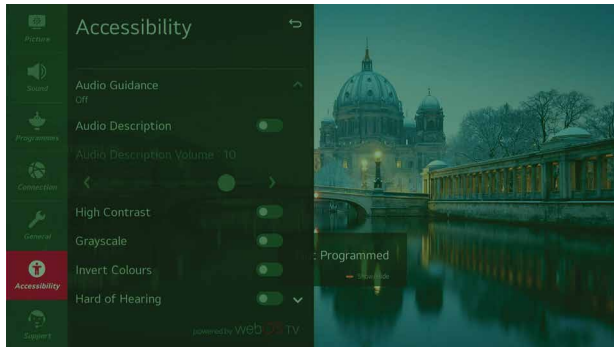 Picture
Sound
Programmes
Connection
General
Accessibility
Support
Accessibility
Audio Guidance
Off
Audio Description
Audio Description Volume 10
High Contrast
Grayscale
Invert Colours
Hard of Hearing
powered by webOS TV
Programmed